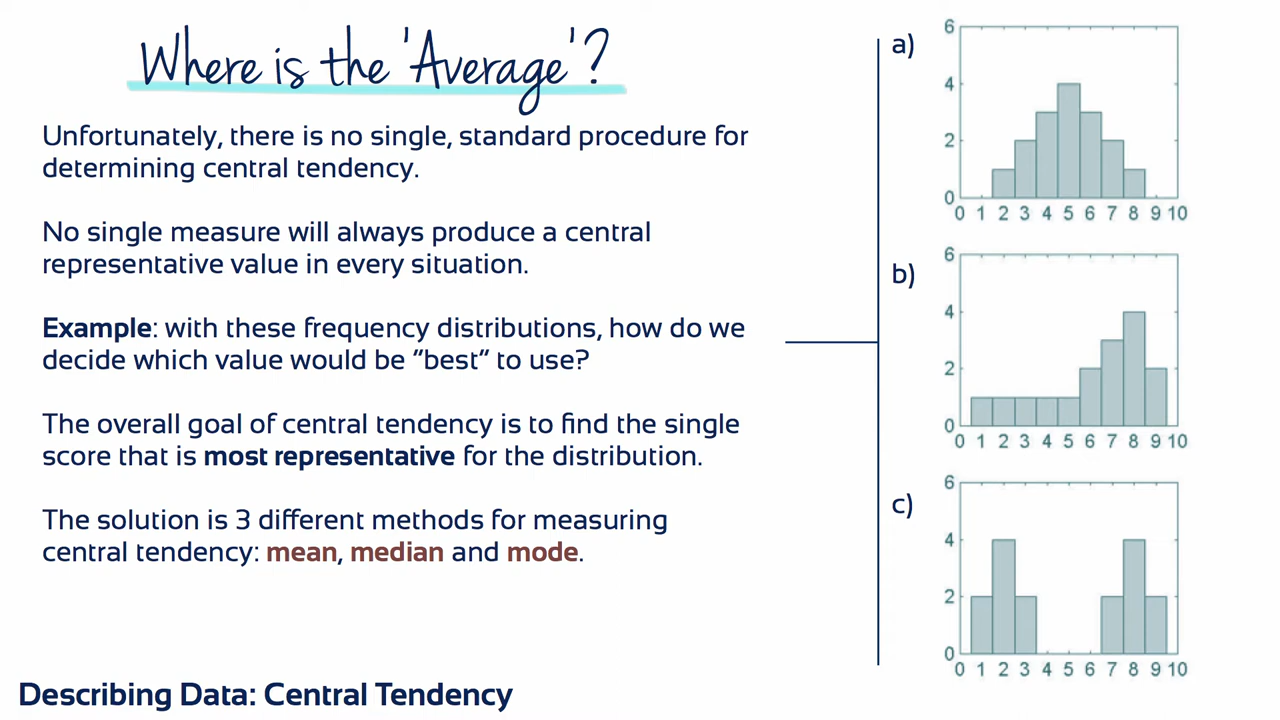 Where is the 'Average'?
Unfortunately, there is no single, standard procedure for
determining central tendency.
No single measure will always produce a central
representative value in every situation.
Example: with these frequency distributions, how do we
decide which value would be "best" to use?
The overall goal of central tendency is to find the single
score that is most representative for the distribution.
The solution is 3 different methods for measuring
central tendency: mean, median and mode.
Describing Data: Central Tendency
a)
6
4
2
0
0 1 2 3 4 5 6 7 8 9 10
b)
6
4
2
0
0 1 2 3 4 5 6 7 8 9 10
c)
6
4
2
0
0 1 2 3 4 5 6 7 8 9 10